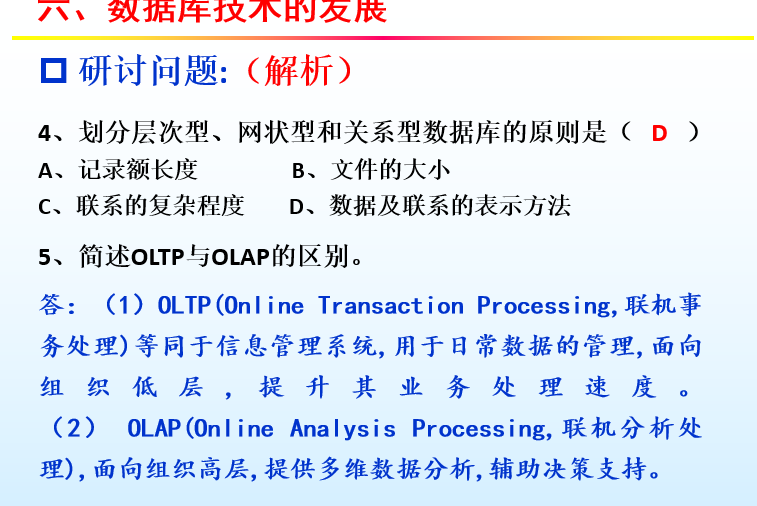 六、数据库技术的发展
研讨问题:（解析）
4、划分层次型、网状型和关系型数据库的原则是（ D ）
A、记录额长度 B、文件的大小
C、联系的复杂程度 D、数据及联系的表示方法
5、简述OLTP与OLAP的区别。
答：（1）OLTP(Online Transaction Processing,联机事
务处理)等同于信息管理系统,用于日常数据的管理,面向
组织低层,提升其业务处理速度。
（2） OLAP(Online Analysis Processing,联机分析处
理),面向组织高层,提供多维数据分析,辅助决策支持。